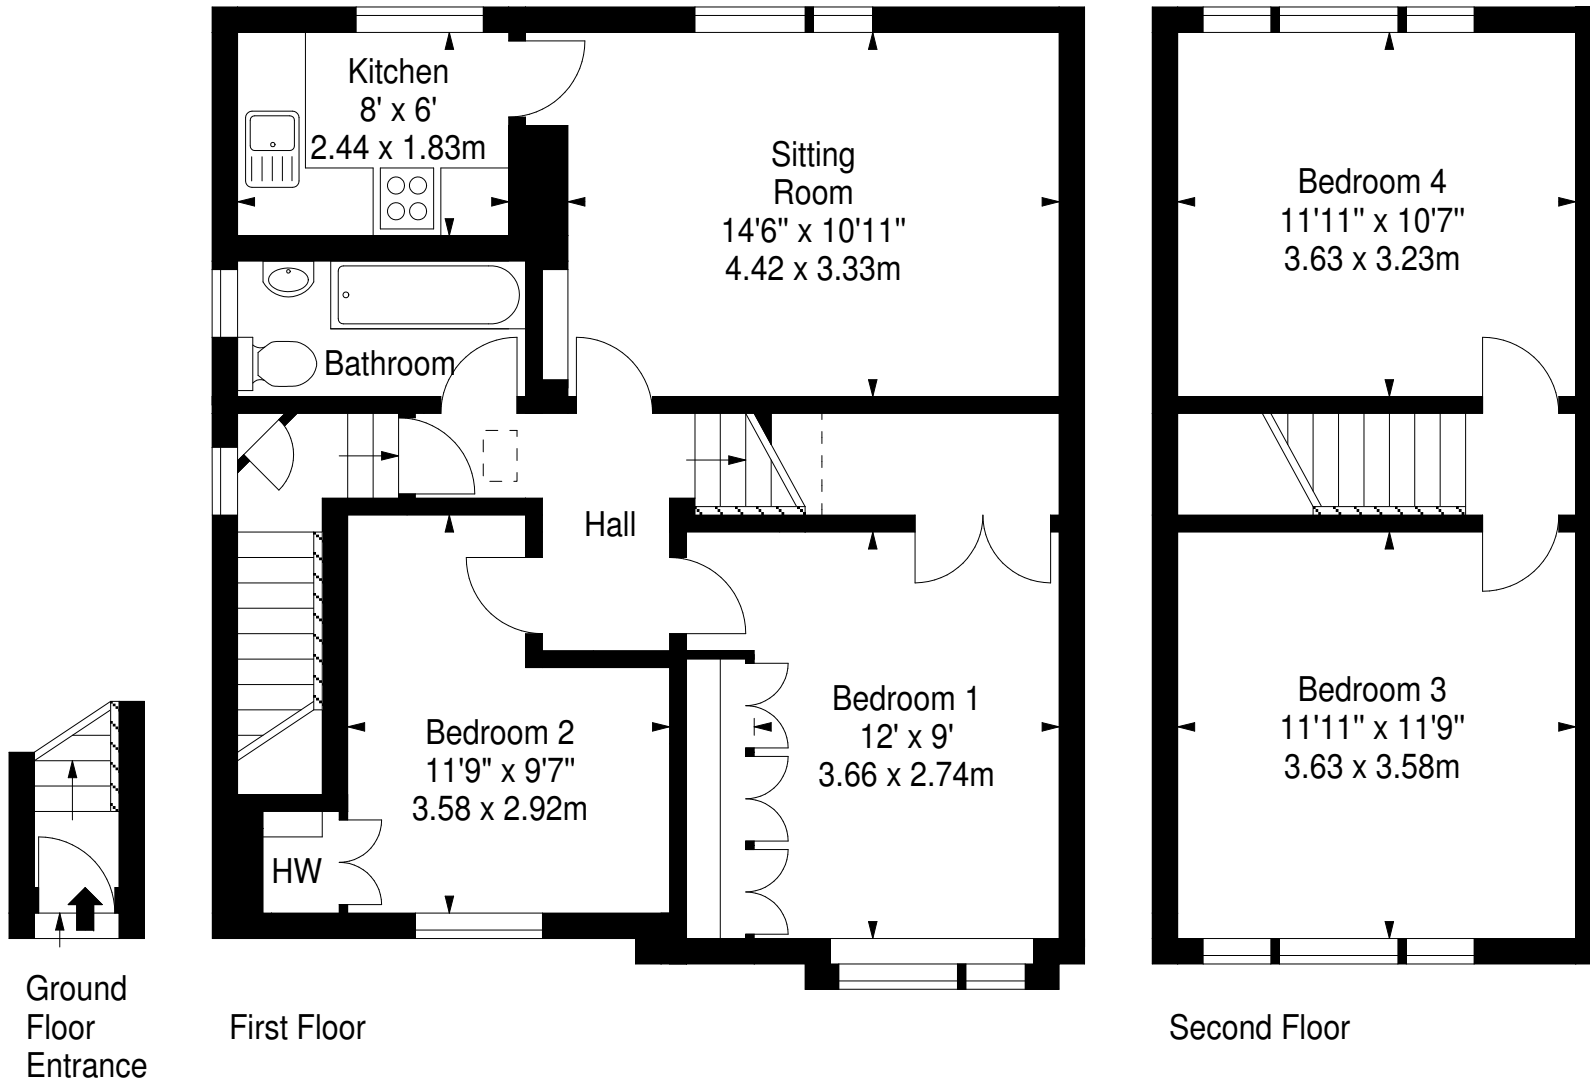 Kitchen
8' x 6'
2.44 x 1.83m
Sitting
Room
14'6" x 10'11"
4.42 x 3.33m
Bathroom
Hall
Bedroom 2
11'9" x 9'7"
3.58 x 2.92m
HW
Bedroom 1
12' x 9'
3.66 x 2.74m
Bedroom 4
11'11" x 10'7"
3.63 x 3.23m
Bedroom 3
11'11" x 11'9"
3.63 x 3.58m
Ground
Floor
Entrance
First Floor
Second Floor